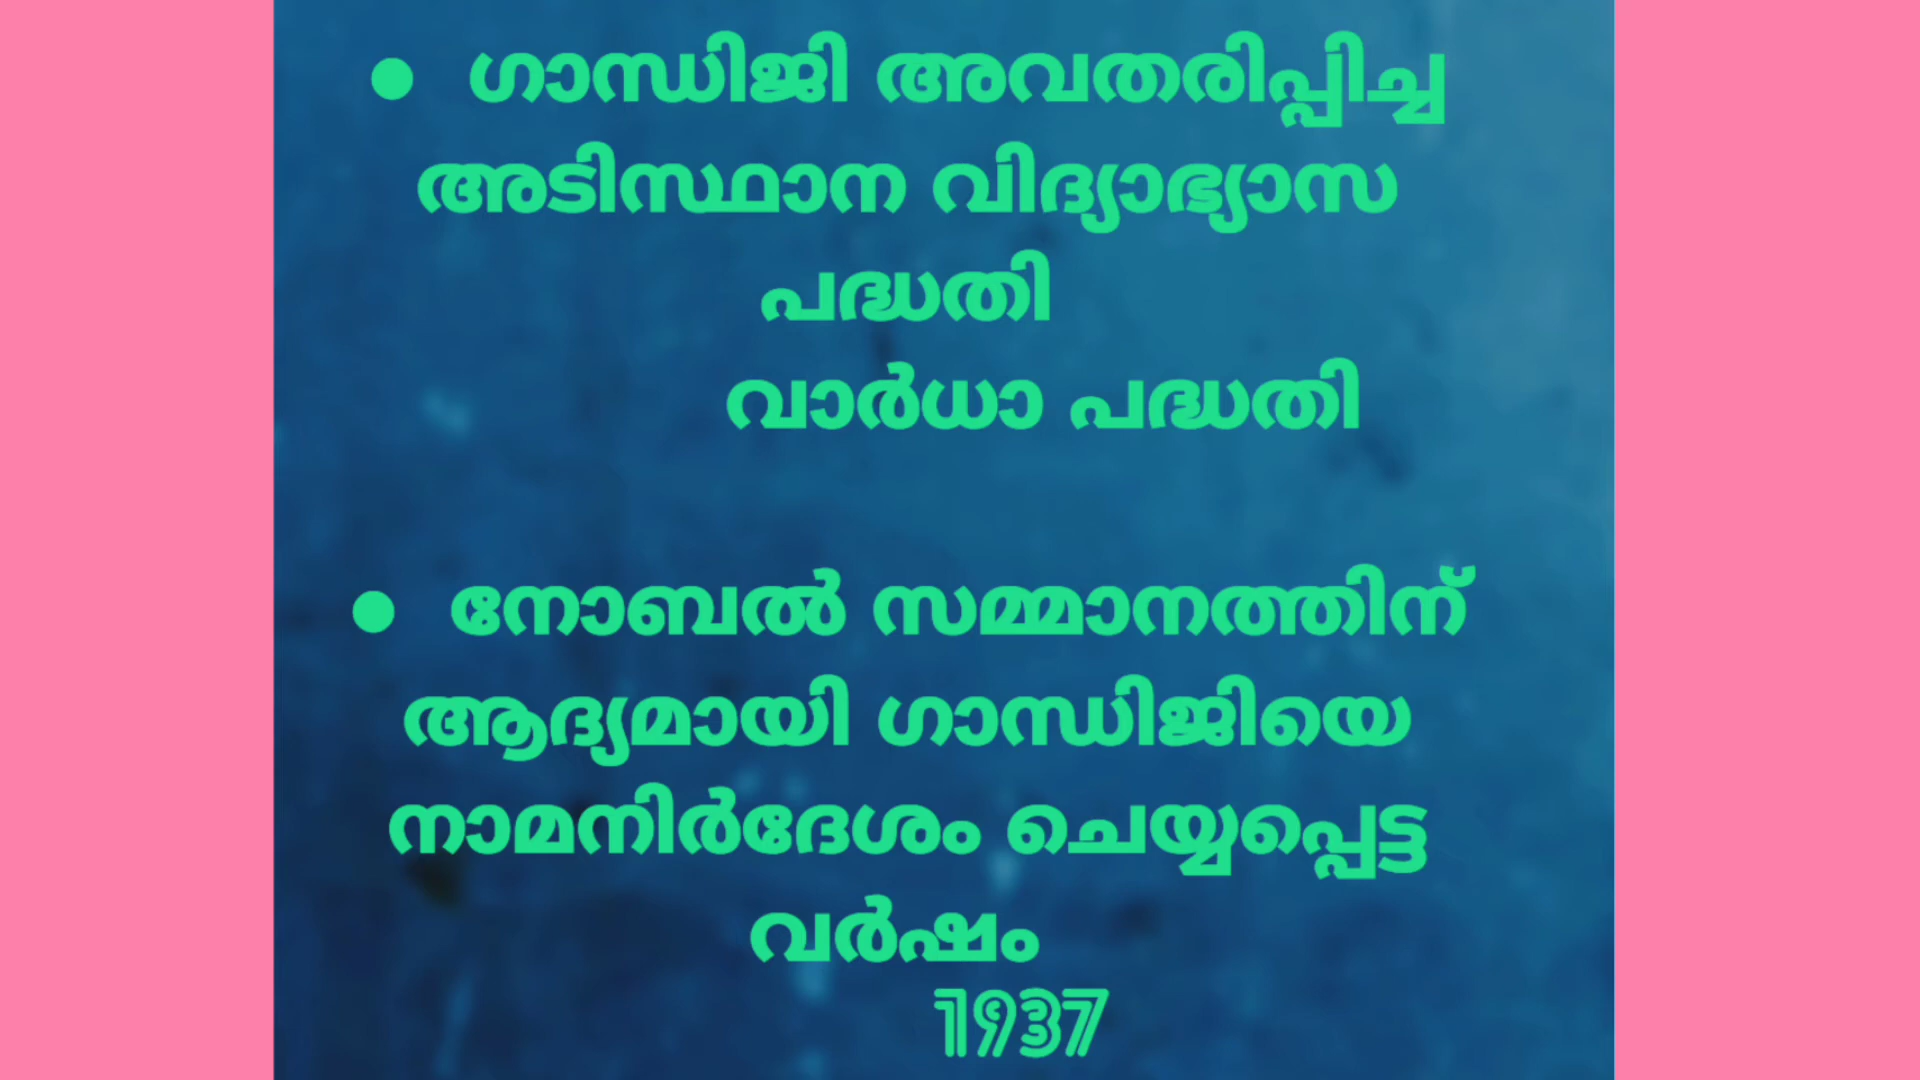 • ഗാന്ധിജി അവതരിപ്പിച്ച
അടിസ്ഥാന വിദ്യാഭ്യാസ
പദ്ധതി
വാർധാ പദ്ധതി
• നോബൽ സമ്മാനത്തിന്
ആദ്യമായി ഗാന്ധിജിയെ
നാമനിർദേശം ചെയ്യപ്പെട്ട
വർഷം
1937